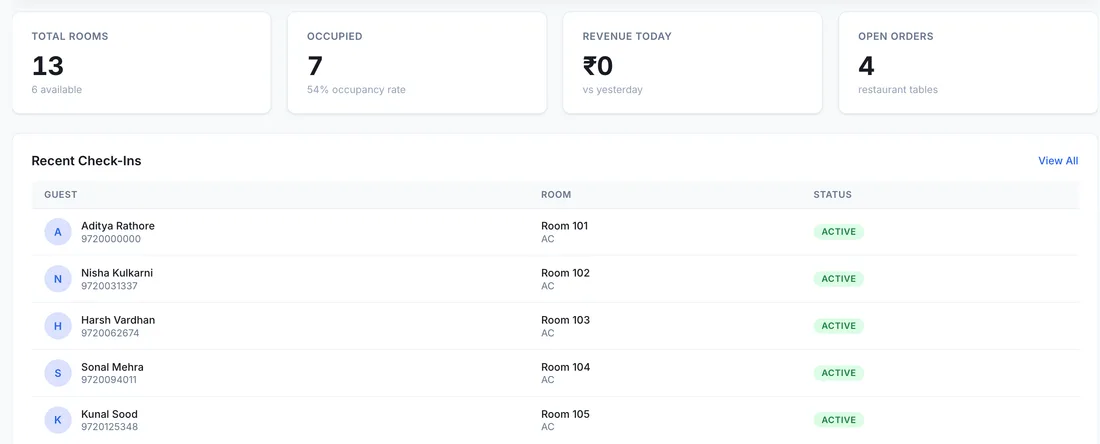 TOTAL ROOMS
13
6 available
OCCUPIED
7
54% occupancy rate
REVENUE TODAY
₹0
vs yesterday
OPEN ORDERS
4
restaurant tables
Recent Check-Ins
View All
GUEST ROOM STATUS
A
Aditya Rathore
9720000000
Room 101
AC
ACTIVE
N
Nisha Kulkarni
9720031337
Room 102
AC
ACTIVE
H
Harsh Vardhan
9720062674
Room 103
AC
ACTIVE
S
Sonal Mehra
9720094011
Room 104
AC
ACTIVE
K
Kunal Sood
9720125348
Room 105
AC
ACTIVE